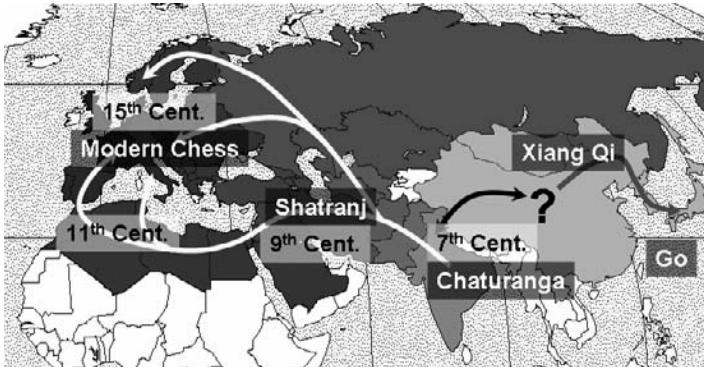 15th Cent.
Modern Chess
Xiang Qi
Shatranj
?
11th Cent.
9th Cent.
7th Cent.
Go
Chaturanga